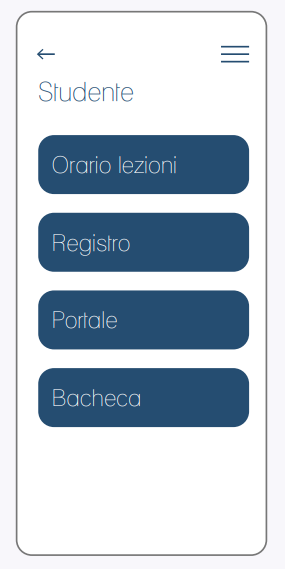 Studente
Orario lezioni
Registro
Portale
Bacheca